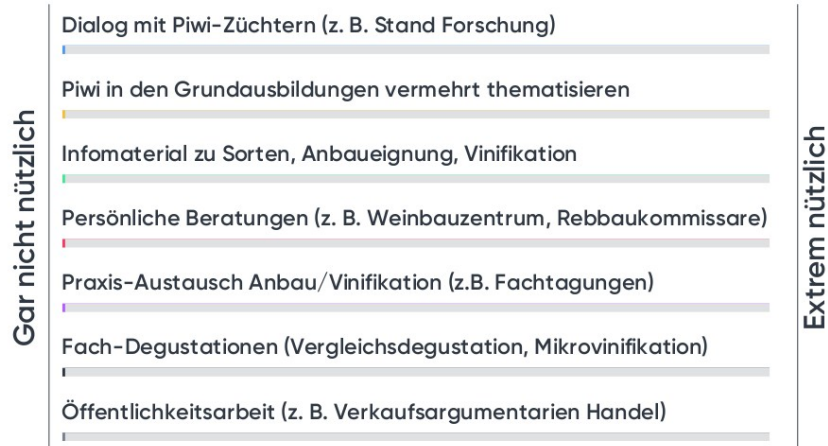 Dialog mit Piwi-Züchtern (z. B. Stand Forschung)
Piwi in den Grundausbildungen vermehrt thematisieren
Infomaterial zu Sorten, Anbaueignung, Vinifikation
Persönliche Beratungen (z. B. Weinbauzentrum, Rebbaukommissare)
Praxis-Austausch Anbau/Vinifikation (z.B. Fachtagungen)
Fach-Degustationen (Vergleichsdegustation, Mikrovinifikation)
Öffentlichkeitsarbeit (z. B. Verkaufsargumentarien Handel)
Gar nicht nützlich
Extrem nützlich